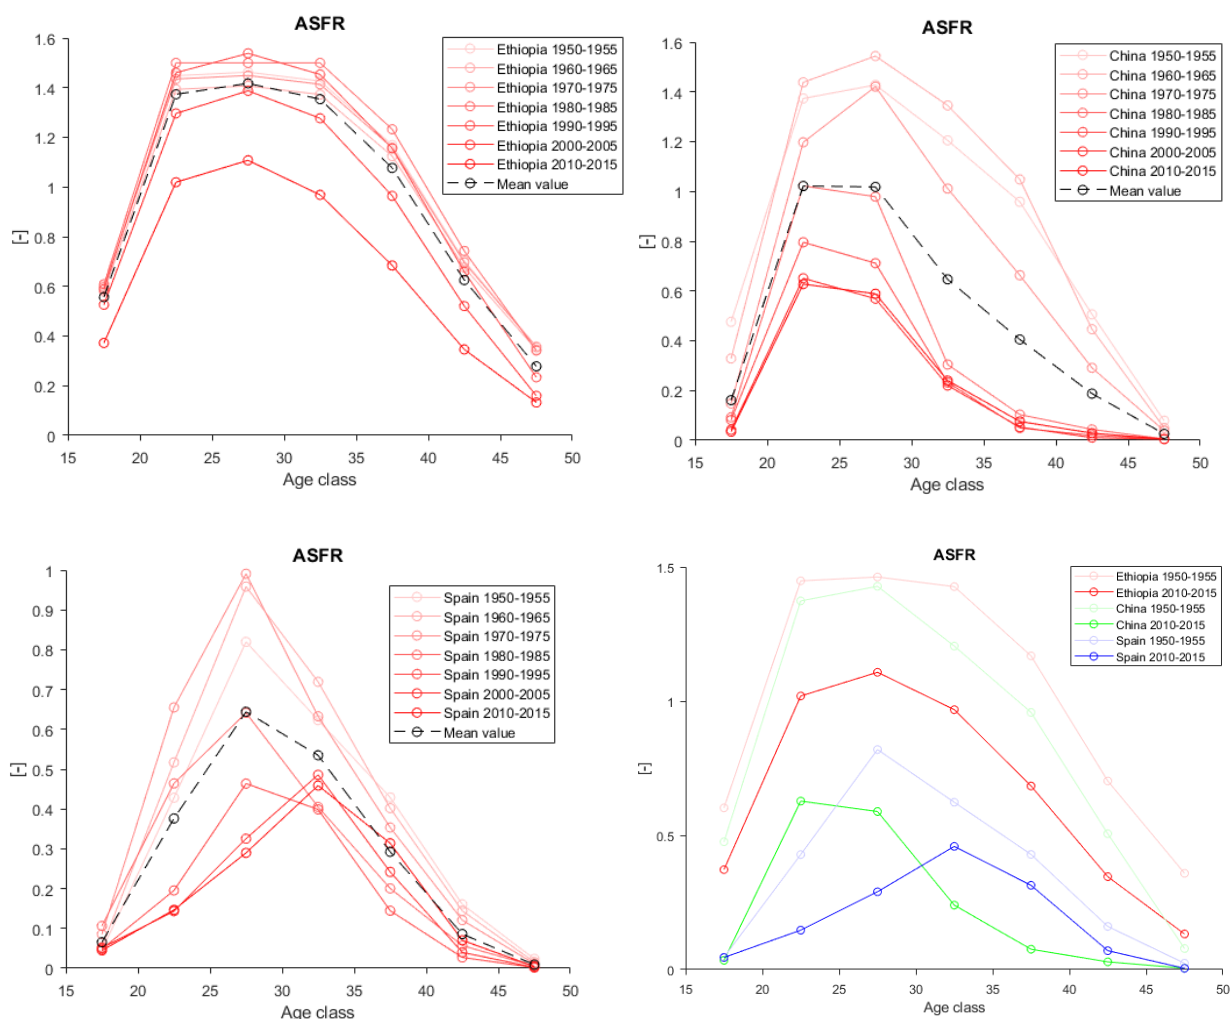 ASFR
1.6
1.4
1.2
1
0.8
0.6
0.4
0.2
0
[-]
15 20 25 30 35 40 45 50
Age class
Ethiopia 1950-1955
Ethiopia 1960-1965
Ethiopia 1970-1975
Ethiopia 1980-1985
Ethiopia 1990-1995
Ethiopia 2000-2005
Ethiopia 2010-2015
Mean value
ASFR
1.6
1.4
1.2
1
0.8
0.6
0.4
0.2
0
[-]
15 20 25 30 35 40 45 50
Age class
China 1950-1955
China 1960-1965
China 1970-1975
China 1980-1985
China 1990-1995
China 2000-2005
China 2010-2015
Mean value
ASFR
1
0.9
0.8
0.7
0.6
0.5
0.4
0.3
0.2
0.1
0
[-]
15 20 25 30 35 40 45 50
Age class
Spain 1950-1955
Spain 1960-1965
Spain 1970-1975
Spain 1980-1985
Spain 1990-1995
Spain 2000-2005
Spain 2010-2015
Mean value
ASFR
1.5
1
0.5
0
[-]
15 20 25 30 35 40 45 50
Age class
Ethiopia 1950-1955
Ethiopia 2010-2015
China 1950-1955
China 2010-2015
Spain 1950-1955
Spain 2010-2015